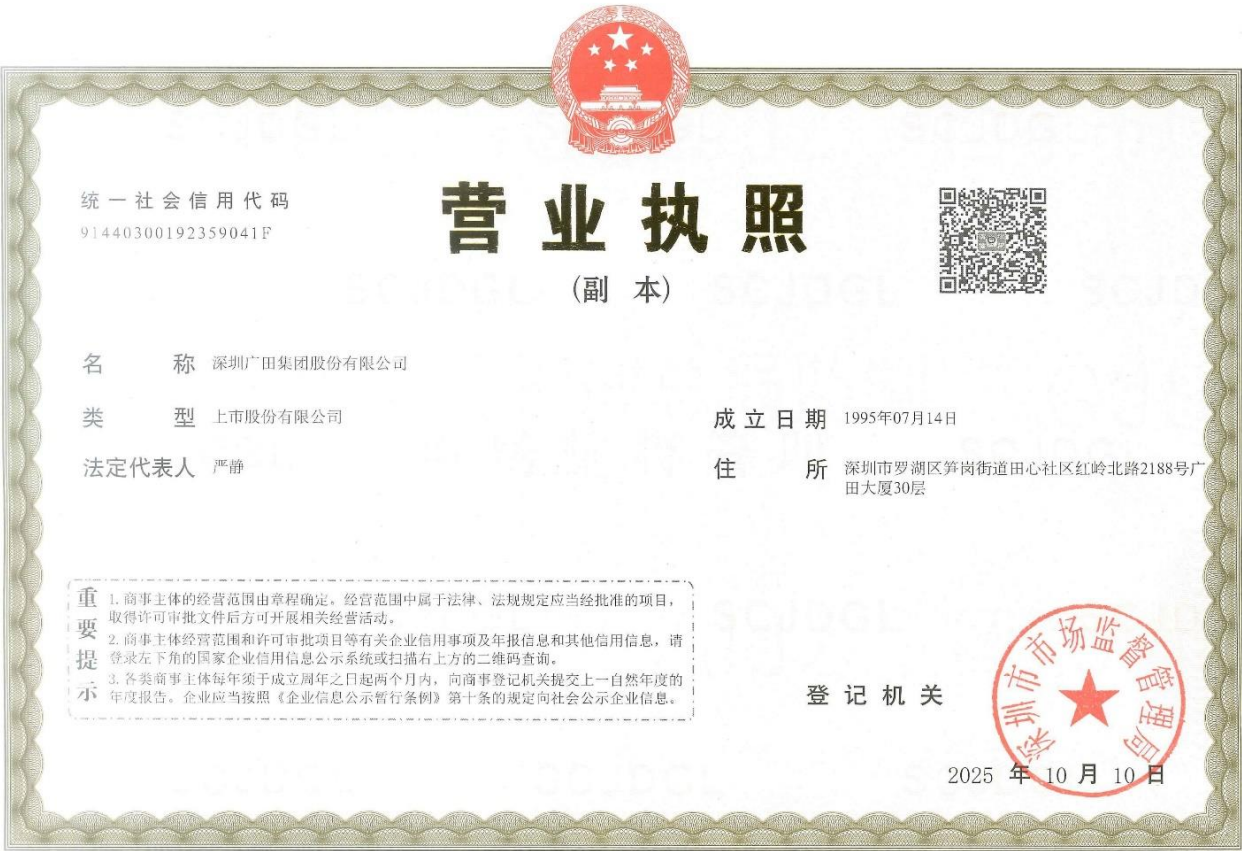 统一社会信用代码
91440300192359041F
营业执照
(副 本)
名 称 深圳广田集团股份有限公司
类 型 上市股份有限公司
法定代表人 严静
成立日期 1995年07月14日
住 所 深圳市罗湖区笋岗街道田心社区红岭北路2188号广
田大厦30层
重要提示
1. 商事主体的经营范围由章程确定。经营范围中属于法律、法规规定应当经批准的项目，
取得许可审批文件后方可开展相关经营活动。
2. 商事主体经营范围和许可审批项目等有关企业信用事项及年报信息和其他信用信息，请
登录左下角的国家企业信用信息公示系统或扫描右上方的二维码查询。
3. 各类商事主体每年须于成立周年之日起两个月内，向商事登记机关提交上一自然年度的
年度报告。企业应当按照《企业信息公示暂行条例》第十条的规定向社会公示企业信息。
登记机关
深圳市市场监督管理局
2025 年 10 月 10 日